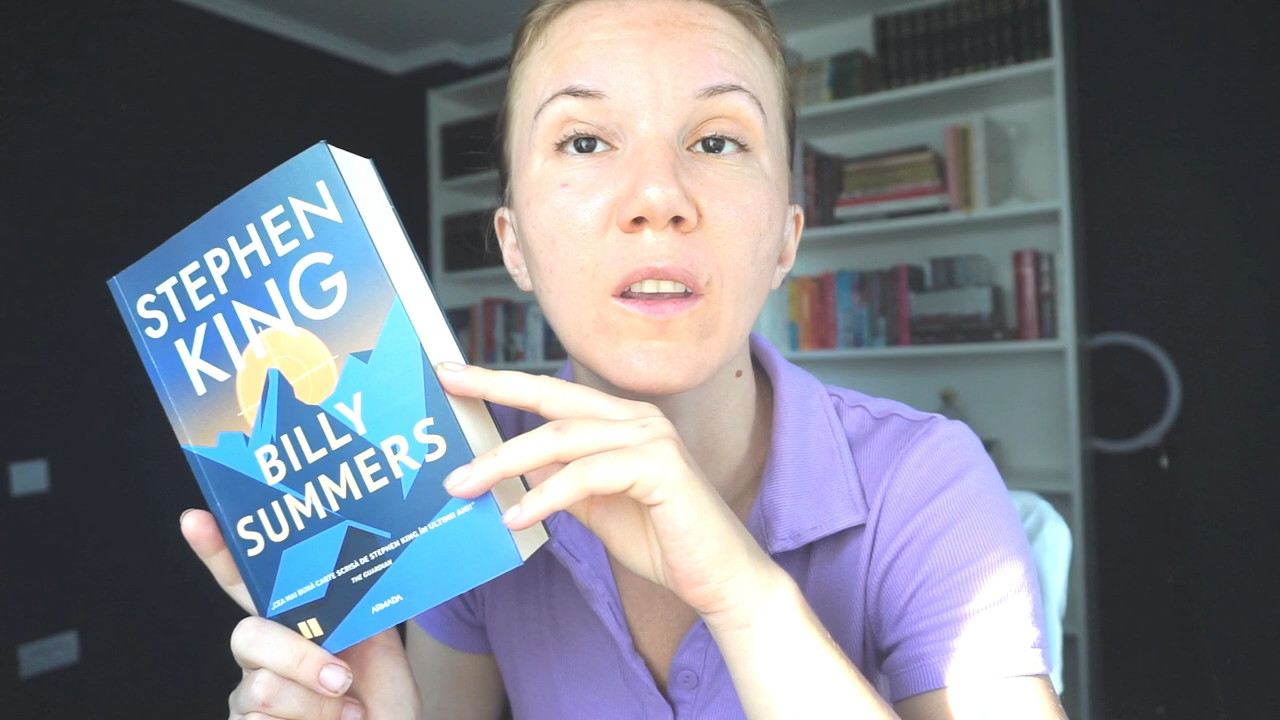 STEPHEN
KING
BILLY
SUMMERS
„CEA MAI BUNĂ CARTE SCRISĂ DE STEPHEN KING ÎN ULTIMII ANI!”
THE GUARDIAN
ARMADA